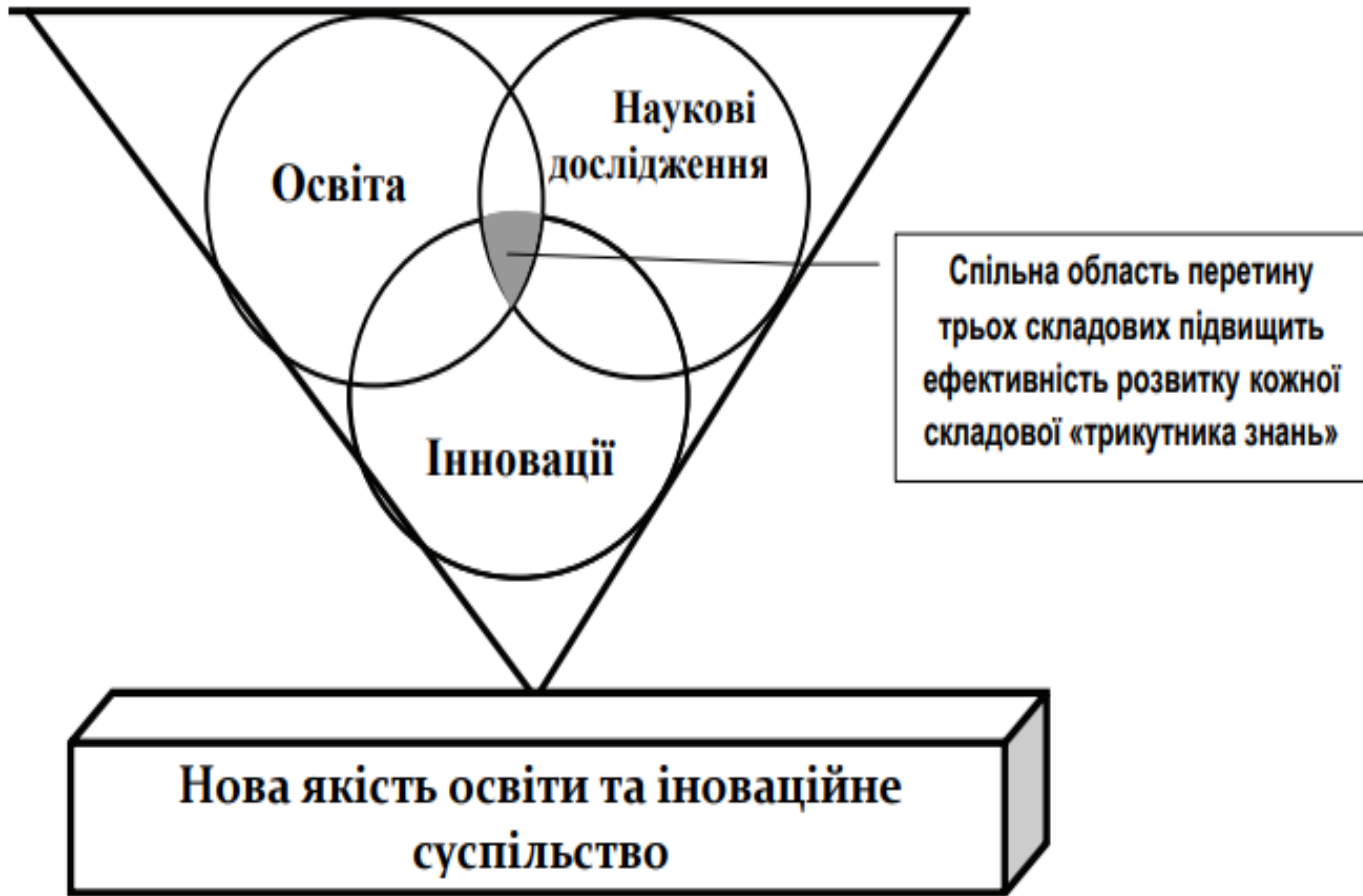 Освіта
Наукові
дослідження
Інновації
Спільна область перетину
трьох складових підвищить
ефективність розвитку кожної
складової «трикутника знань»
Нова якість освіти та іноваційне
суспільство